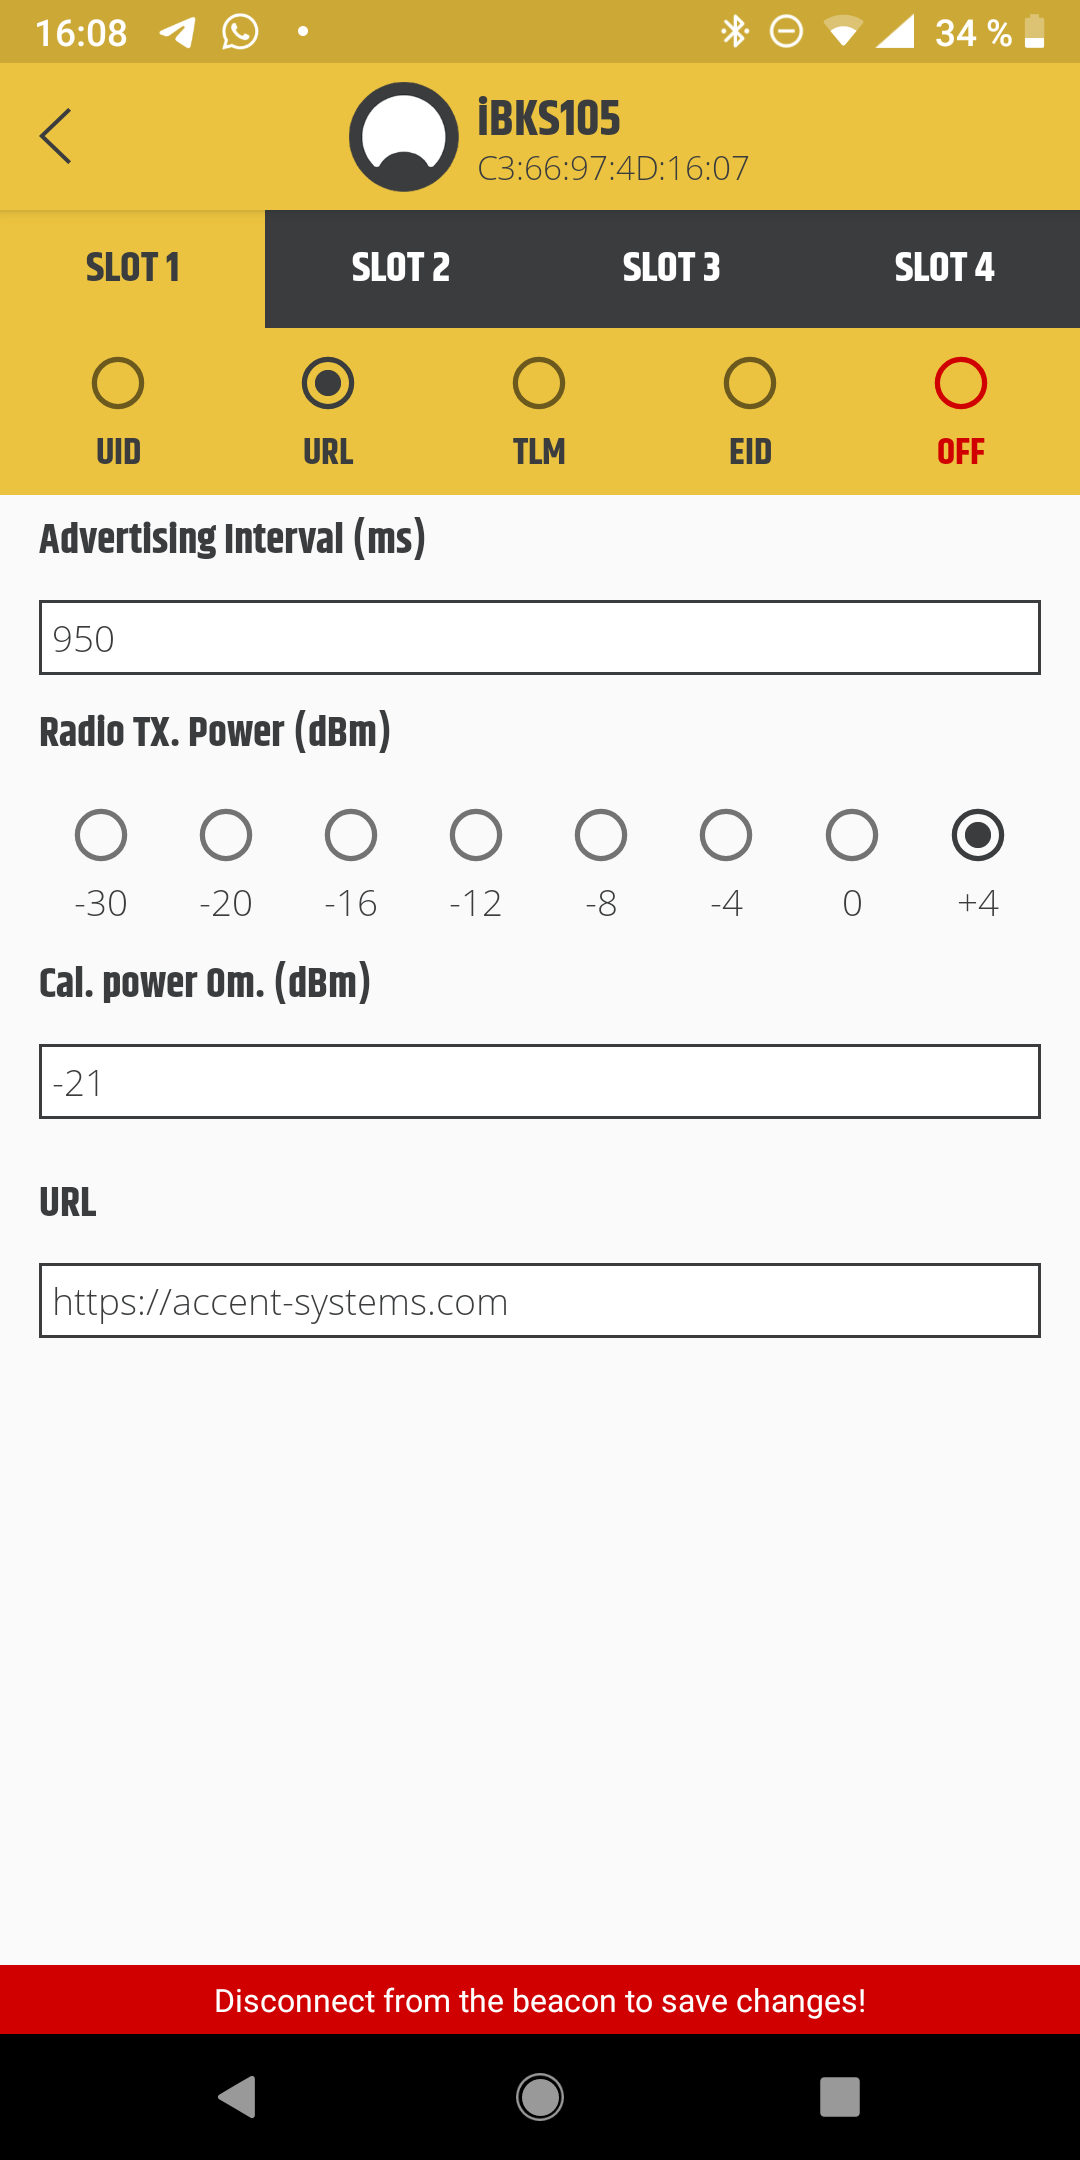 16:08 34 %
iBKS105
C3:66:97:4D:16:07
SLOT 1 SLOT 2 SLOT 3 SLOT 4
UID URL TLM EID OFF
Advertising Interval (ms)
950
Radio TX. Power (dBm)
-30 -20 -16 -12 -8 -4 0 +4
Cal. power 0m. (dBm)
-21
URL
https://accent-systems.com
Disconnect from the beacon to save changes!